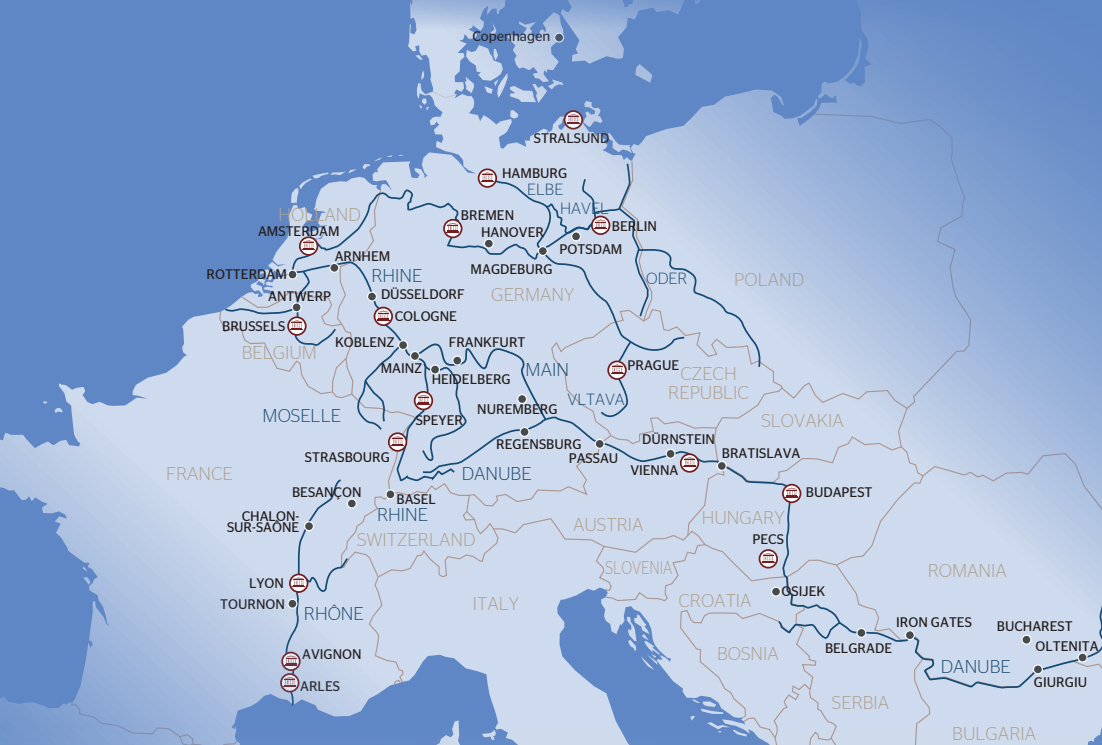 Copenhagen
STRALSUND
HAMBURG
ELBE
HAVEL
HOLLAND
BREMEN
BERLIN
AMSTERDAM
HANOVER
POTSDAM
ARNHEM
MAGDEBURG
ROTTERDAM
RHINE
ODER
POLAND
ANTWERP
DÜSSELDORF
GERMANY
BRUSSELS
COLOGNE
BELGIUM
KOBLENZ
FRANKFURT
MAINZ
MAIN
PRAGUE
HEIDELBERG
CZECH
REPUBLIC
VLTAVA
MOSELLE
NUREMBERG
SPEYER
SLOVAKIA
REGENSBURG
DÜRNSTEIN
STRASBOURG
PASSAU
BRATISLAVA
VIENNA
FRANCE
DANUBE
BESANÇON
BASEL
BUDAPEST
CHALON-
SUR-SAÔNE
RHINE
HUNGARY
AUSTRIA
SWITZERLAND
PECS
SLOVENIA
ROMANIA
LYON
OSIJEK
TOURNON
ITALY
CROATIA
RHÔNE
IRON GATES
BUCHAREST
BELGRADE
OLTENITA
AVIGNON
BOSNIA
DANUBE
GIURGIU
ARLES
SERBIA
BULGARIA